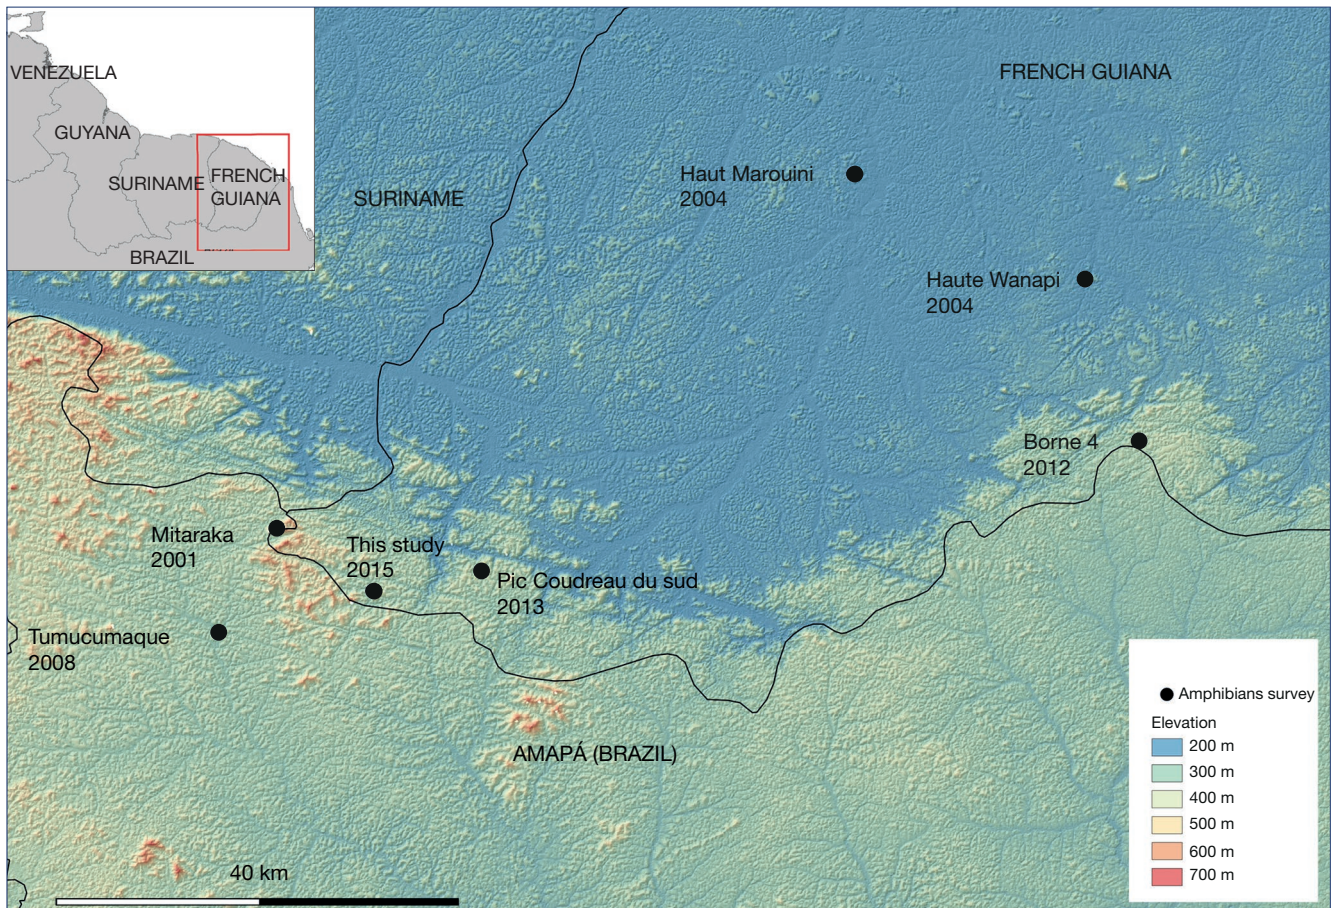 VENEZUELA
GUYANA
SURINAME
FRENCH
GUIANA
BRAZIL
FRENCH GUIANA
SURINAME
Haut Marouini
2004
Haute Wanapi
2004
Borne 4
2012
Mitaraka
2001
This study
2015
Pic Coudreau du sud
2013
Tumucumaque
2008
AMAPÁ (BRAZIL)
40 km
Amphibians survey
Elevation
200 m
300 m
400 m
500 m
600 m
700 m